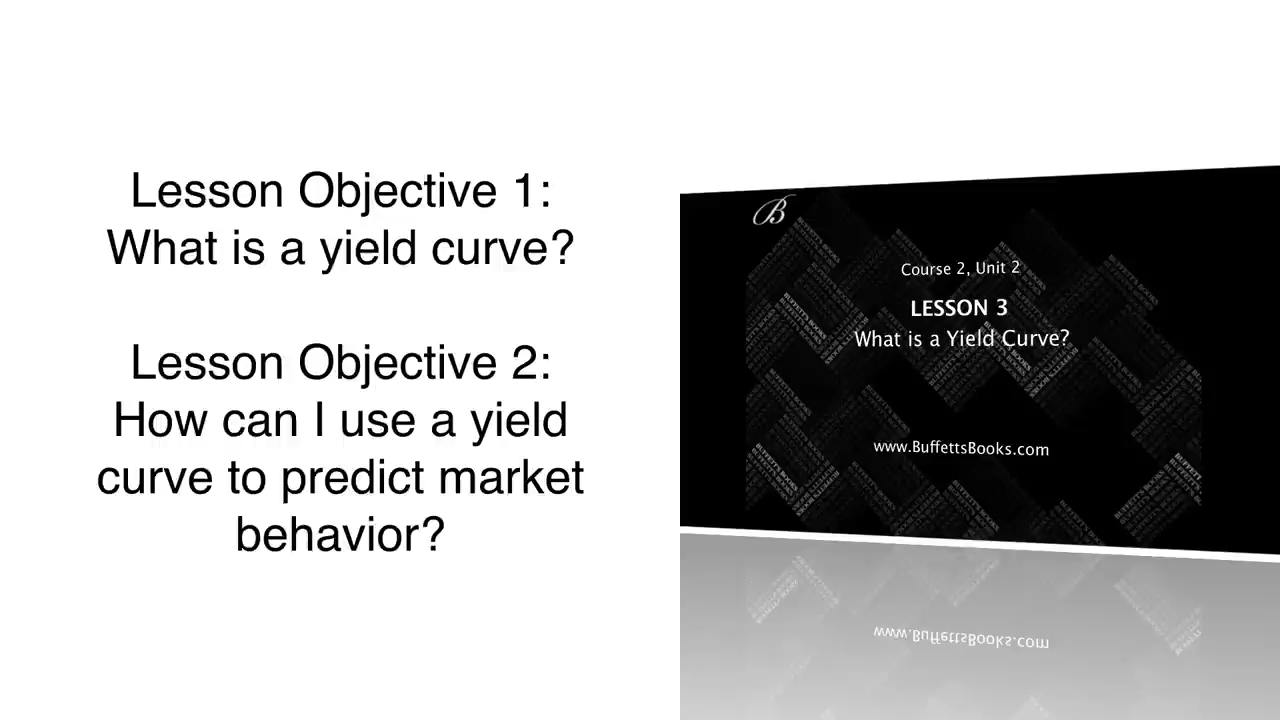 Lesson Objective 1:
What is a yield curve?
Lesson Objective 2:
How can I use a yield
curve to predict market
behavior?
B
Course 2, Unit 2
LESSON 3
What is a Yield Curve?
www.BuffettsBooks.com